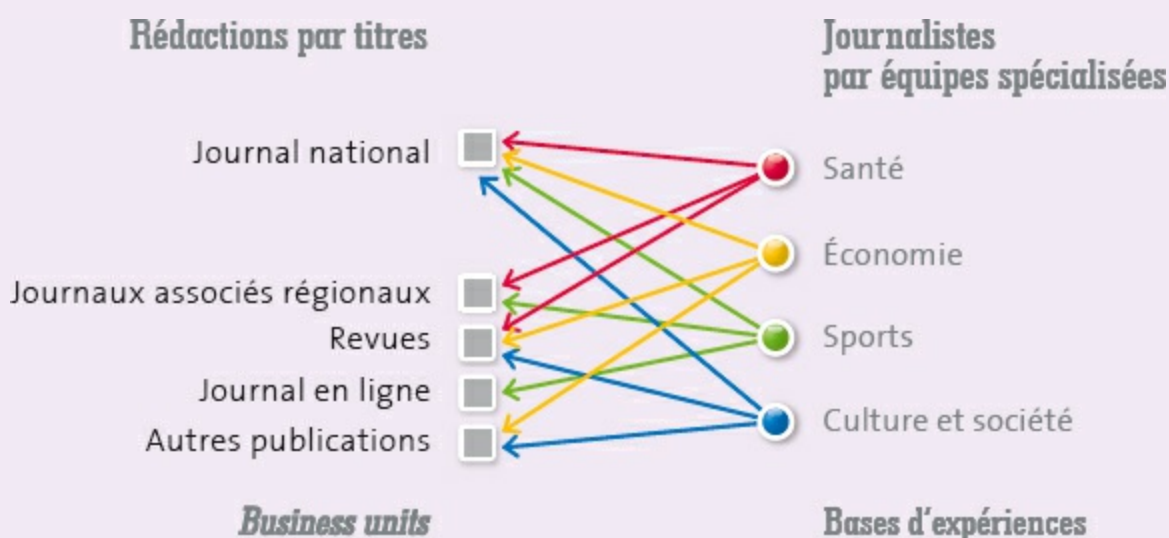 Rédactions par titres
Journalistes
par équipes spécialisées
Journal national
Santé
Économie
Journaux associés régionaux
Revues
Sports
Journal en ligne
Autres publications
Culture et société
Business units
Bases d'expériences